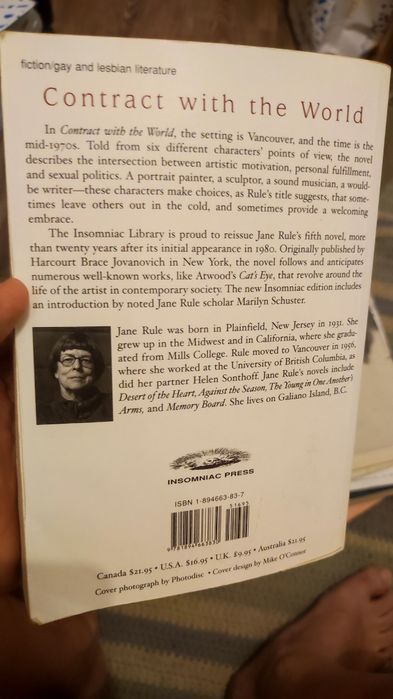 fiction/gay and lesbian literature
Contract with the World
In Contract with the World, the setting is Vancouver, and the time is the
mid-1970s. Told from six different characters' points of view, the novel
describes the intersection between artistic motivation, personal fulfillment,
and sexual politics. A portrait painter, a sculptor, a sound musician, a would-
be writer—these characters make choices, as Rule's title suggests, that some-
times leave others out in the cold, and sometimes provide a welcoming
embrace.
The Insomniac Library is proud to reissue Jane Rule's fifth novel, more
than twenty years after its initial appearance in 1980. Originally published by
Harcourt Brace Jovanovich in New York, the novel follows and anticipates
numerous well-known works, like Atwood's Cat's Eye, that revolve around the
life of the artist in contemporary society. The new Insomniac edition includes
an introduction by noted Jane Rule scholar Marilyn Schuster.
Jane Rule was born in Plainfield, New Jersey in 1931. She
grew up in the Midwest and in California, where she gradu-
ated from Mills College. Rule moved to Vancouver in 1956,
where she worked at the University of British Columbia, as
did her partner Helen Sonthoff. Jane Rule's novels include
Desert of the Heart, Against the Season, The Young in One Another's
Arms, and Memory Board. She lives on Galiano Island, B.C.
INSOMNIAC PRESS
ISBN 1-894663-83-7
51695
9 781894 663830
Canada $21.95 • U.S.A. $16.95 • U.K. £9.95 • Australia $21.95
Cover photograph by Photodisc • Cover design by Mike O'Connor